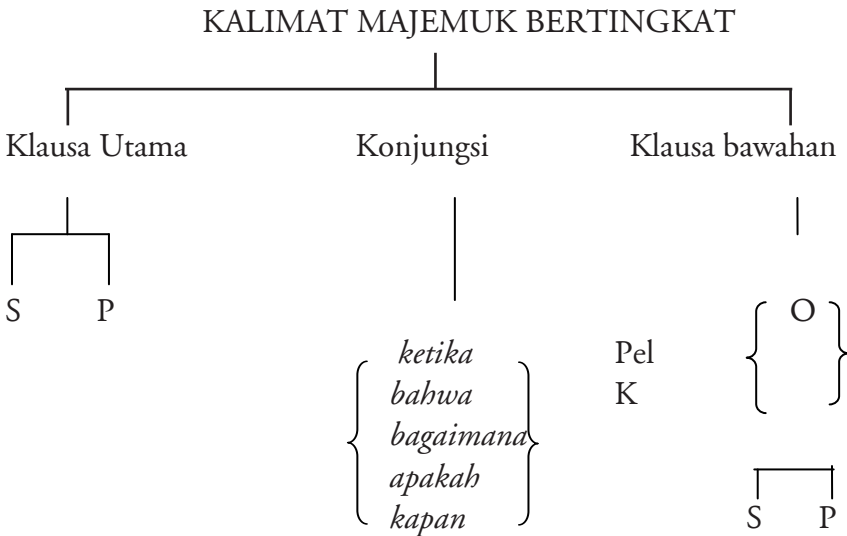 KALIMAT MAJEMUK BERTINGKAT
Klausa Utama Konjungsi Klausa bawahan
S P O
ketika Pel
bahwa K
bagaimana
apakah
kapan S P